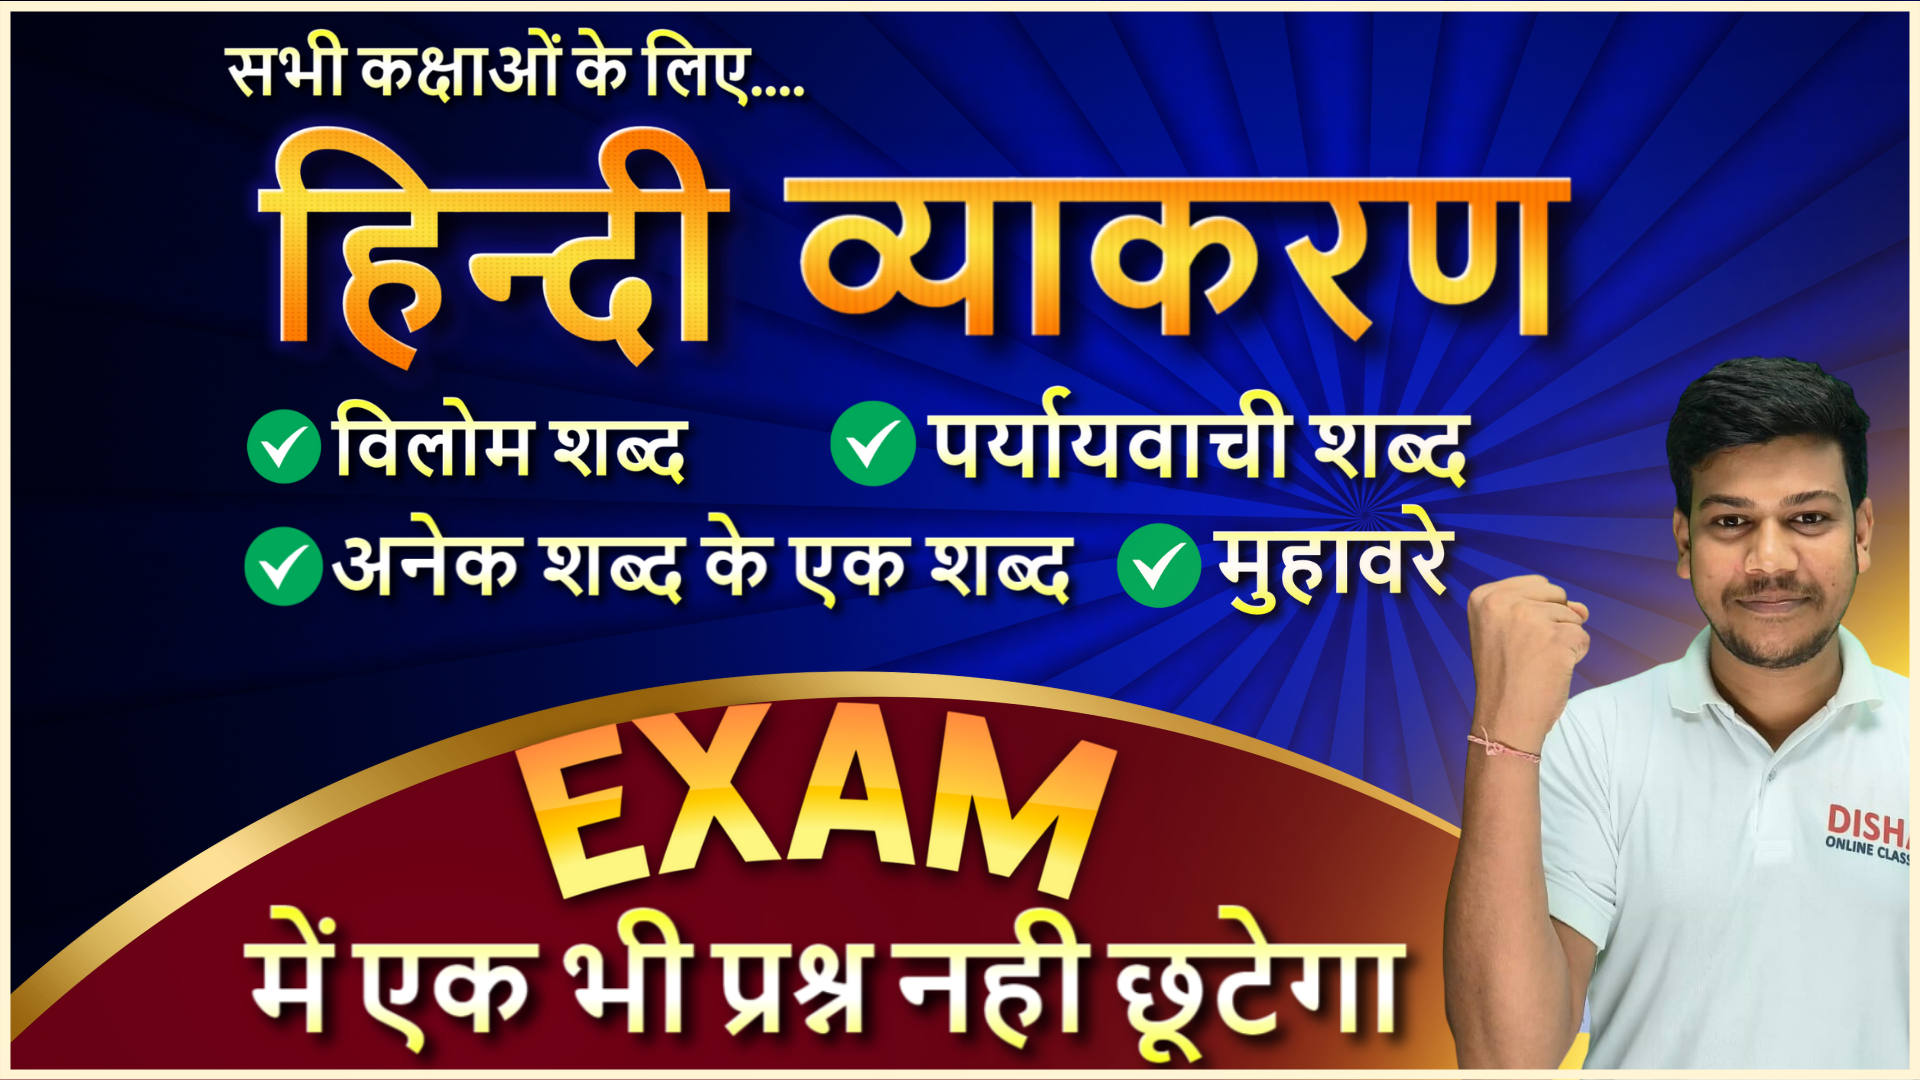 सभी कक्षाओं के लिए....
हिन्दी व्याकरण
विलोम शब्द
पर्यायवाची शब्द
अनेक शब्द के एक शब्द
मुहावरे
EXAM
में एक भी प्रश्न नही छूटेगा
DISHA
ONLINE CLASS